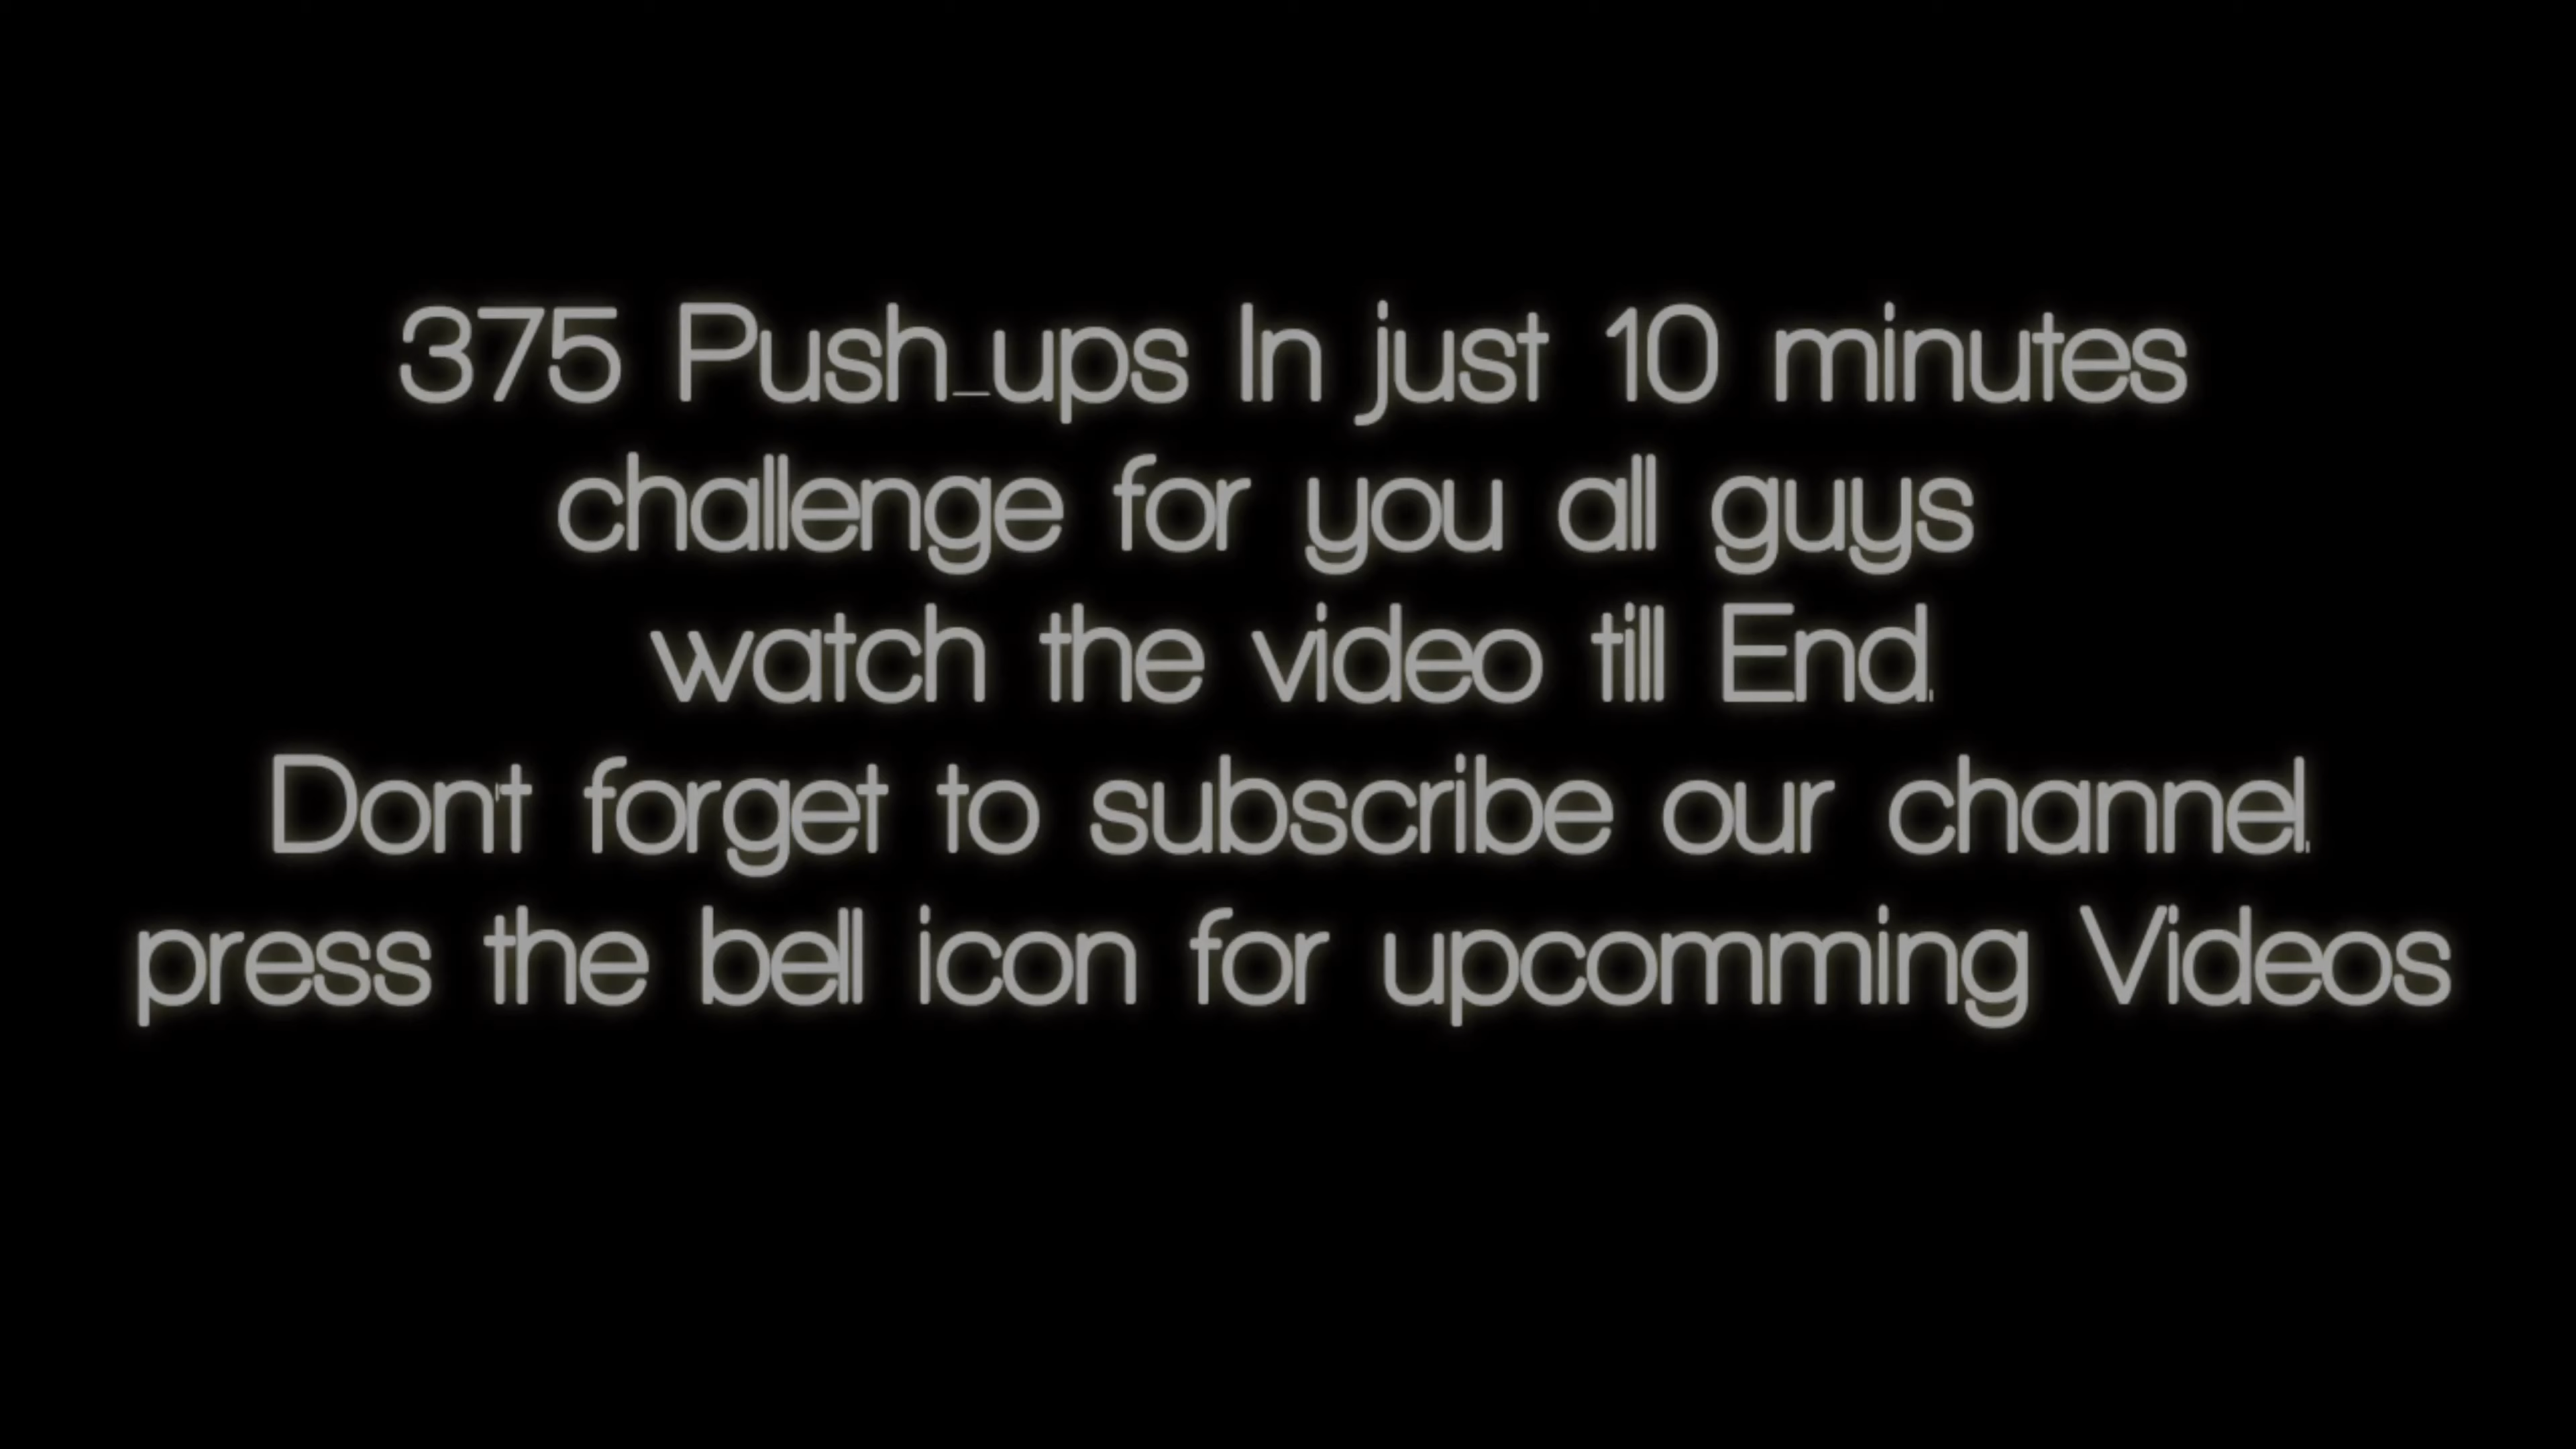 375 Push_ups In just 10 minutes
challenge for you all guys
watch the video till End.
Don't forget to subscribe our channel.
press the bell icon for upcomming Videos